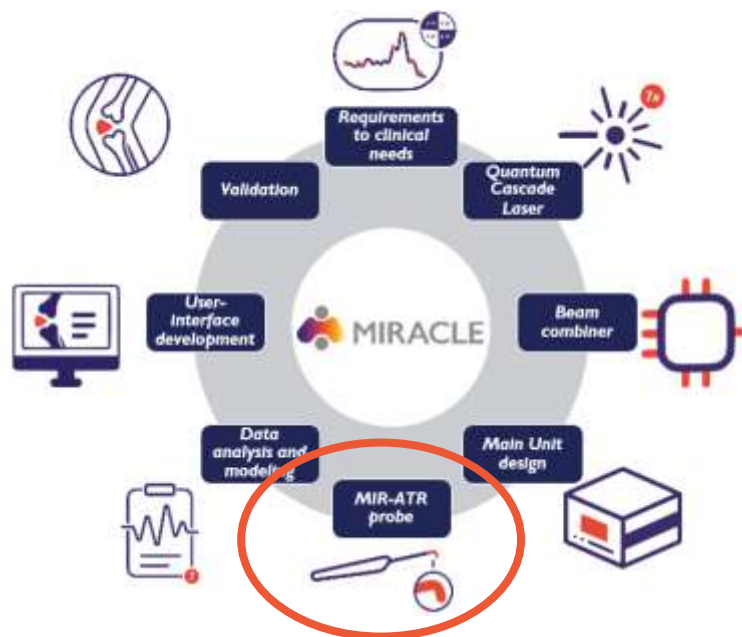 Requirements
to clinical
needs
Quantum
Cascade
Laser
7x
Beam
combiner
Main Unit
design
MIR-ATR
probe
Data
analysis and
modeling
User-
interface
development
Validation
MIRACLE